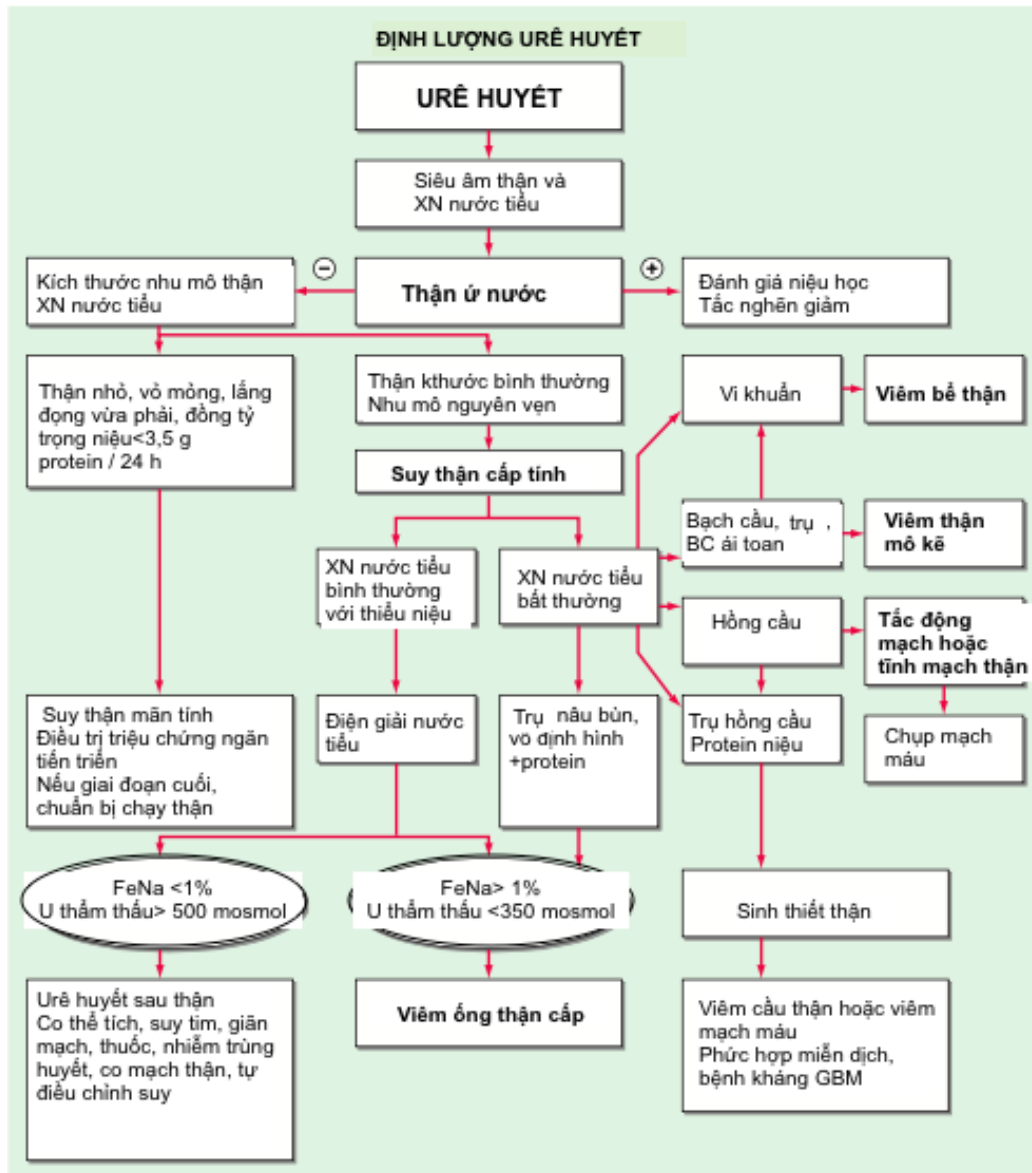 ĐỊNH LƯỢNG URÊ HUYẾT
URÊ HUYẾT
Siêu âm thận và
XN nước tiểu
Kích thước nhu mô thận
XN nước tiểu
−
Thận ứ nước
+
Đánh giá niệu học
Tắc nghẽn giảm
Thận nhỏ, vỏ mỏng, lắng
đọng vừa phải, đồng tỷ
trọng niệu<3,5 g
protein / 24 h
Thận kthước bình thường
Nhu mô nguyên vẹn
Vi khuẩn
Viêm bể thận
Suy thận cấp tính
Bạch cầu, trụ ,
BC ái toan
Viêm thận
mô kẽ
XN nước tiểu
bình thường
với thiểu niệu
XN nước tiểu
bất thường
Hồng cầu
Tắc động
mạch hoặc
tĩnh mạch thận
Suy thận mãn tính
Điều trị triệu chứng ngăn
tiến triển
Nếu giai đoạn cuối,
chuẩn bị chạy thận
Điện giải nước
tiểu
Trụ nâu bùn,
vô định hình
+protein
Trụ hồng cầu
Protein niệu
Chụp mạch
máu
FeNa <1%
U thẩm thấu> 500 mosmol
FeNa> 1%
U thẩm thấu <350 mosmol
Sinh thiết thận
Urê huyết sau thận
Co thể tích, suy tim, giãn
mạch, thuốc, nhiễm trùng
huyết, co mạch thận, tự
điều chỉnh suy
Viêm ống thận cấp
Viêm cầu thận hoặc viêm
mạch máu
Phức hợp miễn dịch,
bệnh kháng GBM